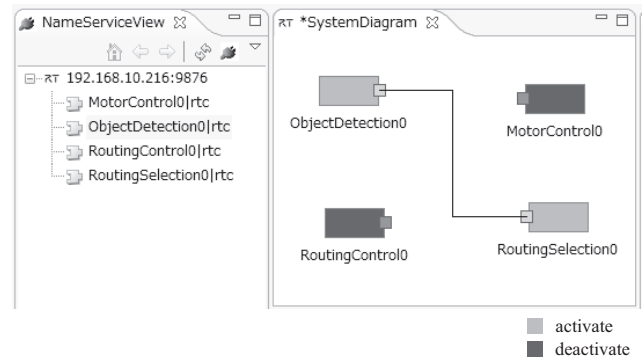 NameServiceView
192.168.10.216:9876
MotorControl0|rtc
ObjectDetection0|rtc
RoutingControl0|rtc
RoutingSelection0|rtc
RT *SystemDiagram
ObjectDetection0
MotorControl0
RoutingControl0
RoutingSelection0
activate
deactivate